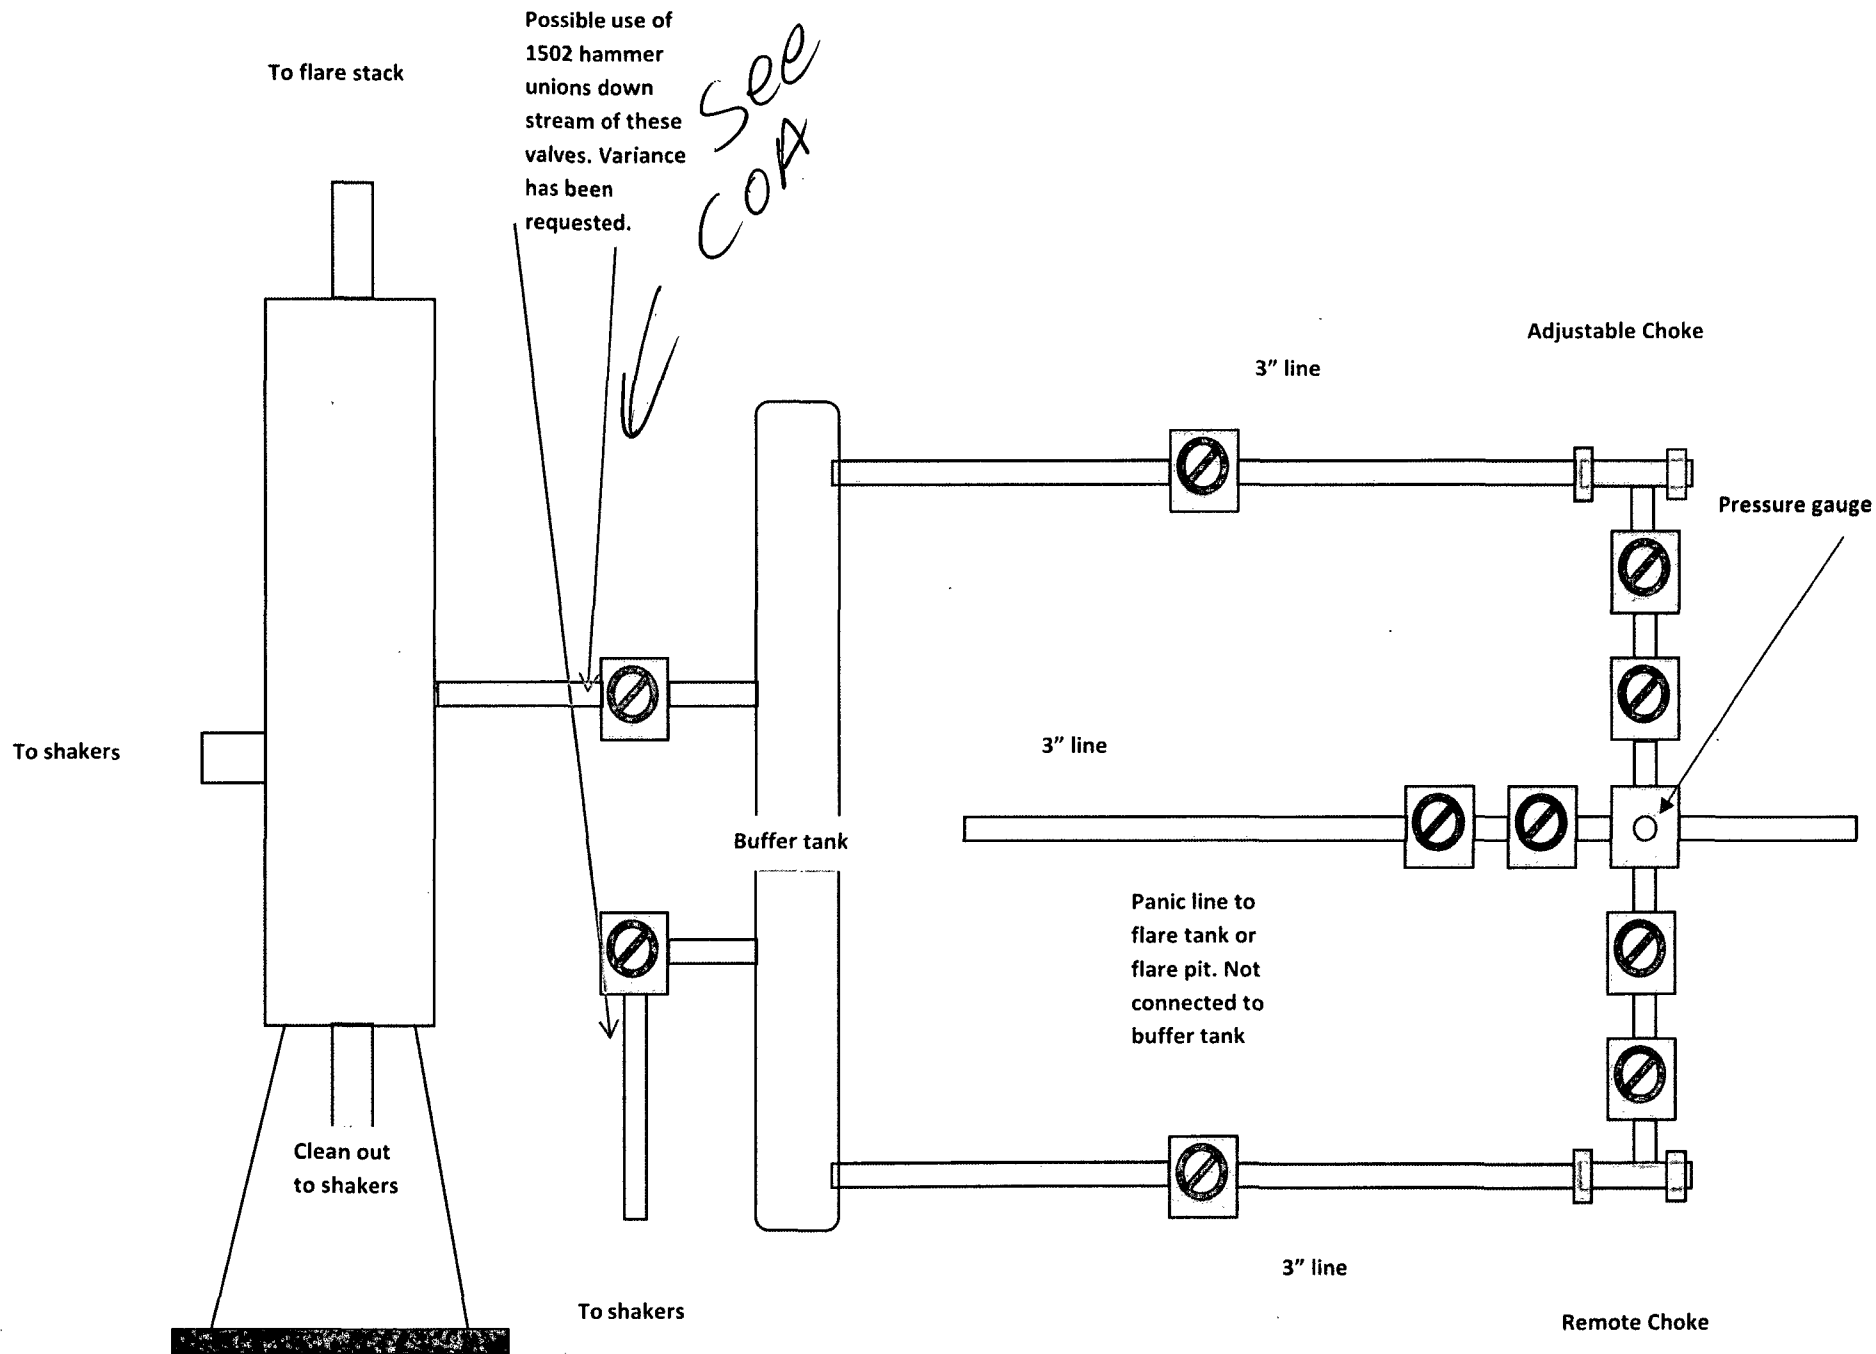 Possible use of
1502 hammer
unions down
stream of these
valves. Variance
has been
requested.
See
COA
To flare stack
Adjustable Choke
3” line
Pressure gauge
To shakers
3” line
Buffer tank
Panic line to
flare tank or
flare pit. Not
connected to
buffer tank
Clean out
to shakers
3” line
To shakers
Remote Choke